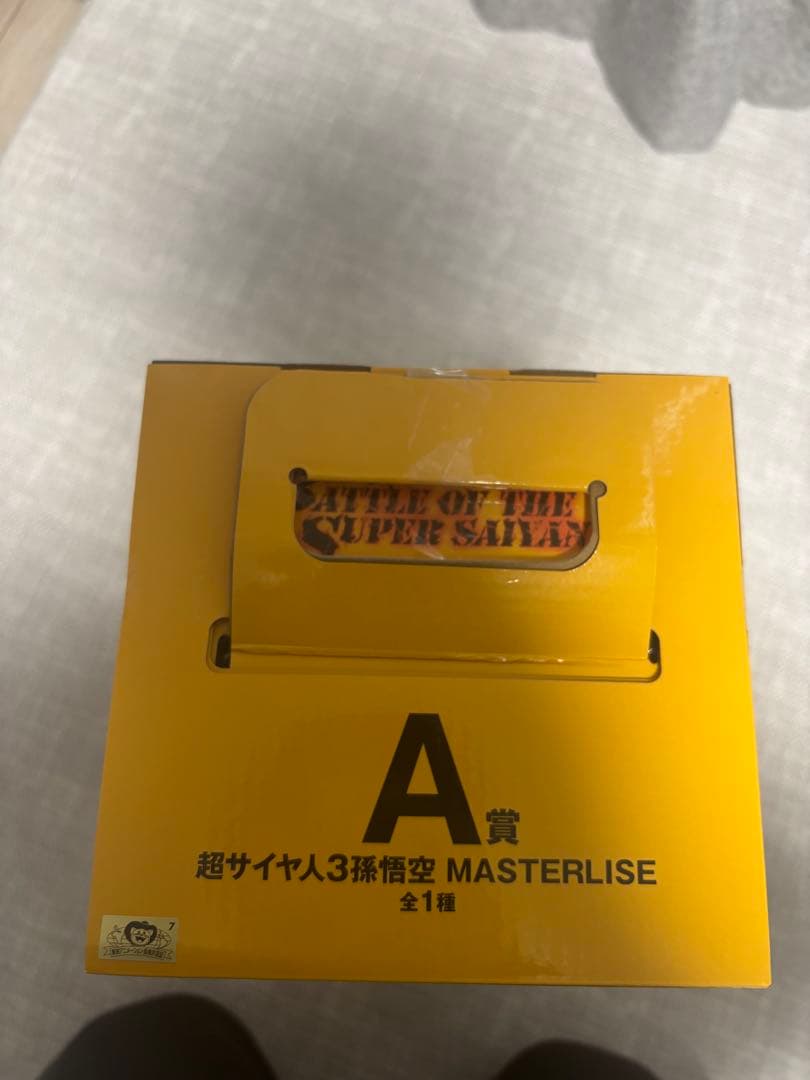 BATTLE OF THE
SUPER SAIYAN
A賞
超サイヤ人3孫悟空 MASTERLISE
全1種
7